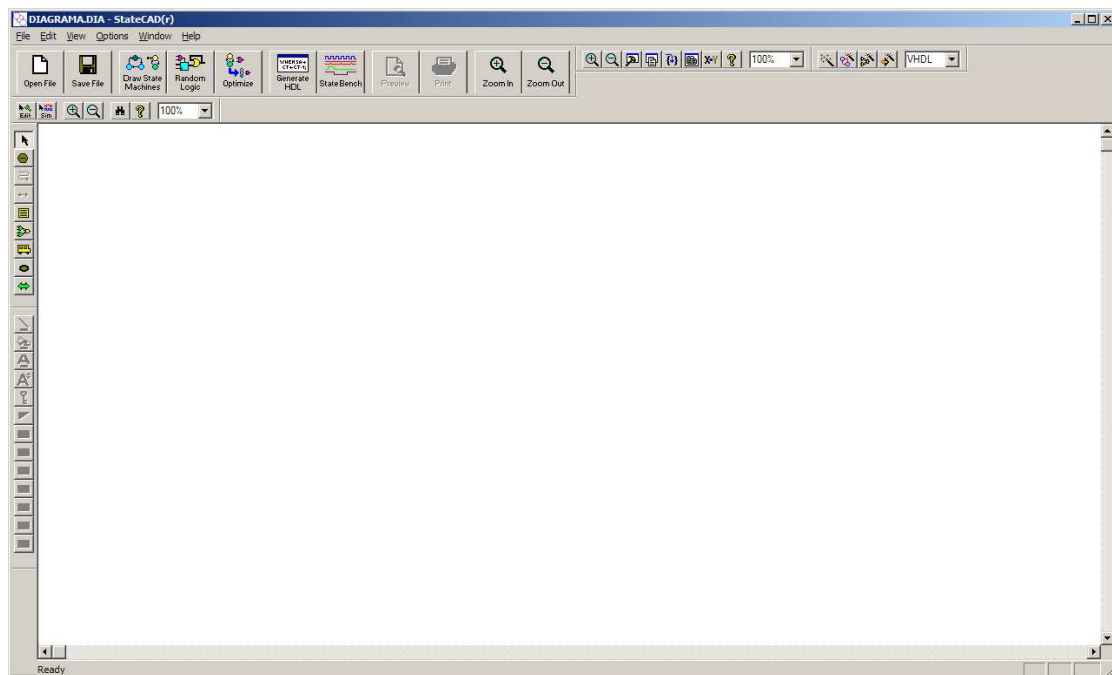 DIAGRAMA.DIA - StateCAD(r)
File Edit View Options Window Help
Open File Save File Draw State Machines Random Logic Optimize Generate HDL StateBench Preview Print Zoom In Zoom Out 100% VHDL
Edit Sim 100%
Ready